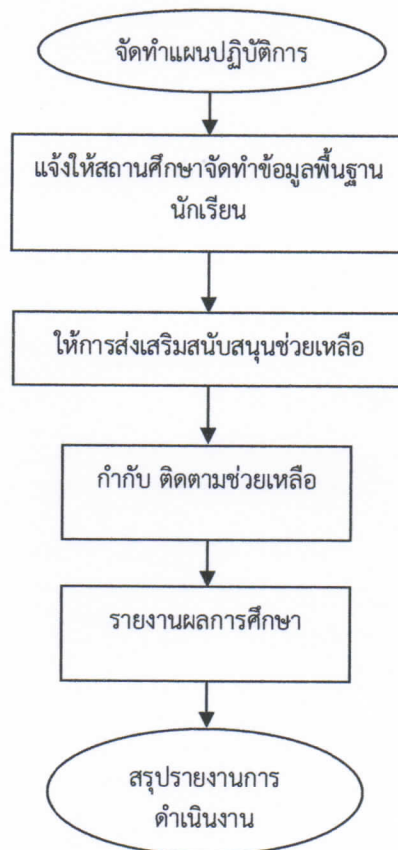 จัดทำแผนปฏิบัติการ
แจ้งให้สถานศึกษาจัดทำข้อมูลพื้นฐาน
นักเรียน
ให้การส่งเสริมสนับสนุนช่วยเหลือ
กำกับ ติดตามช่วยเหลือ
รายงานผลการศึกษา
สรุปรายงานการ
ดำเนินงาน